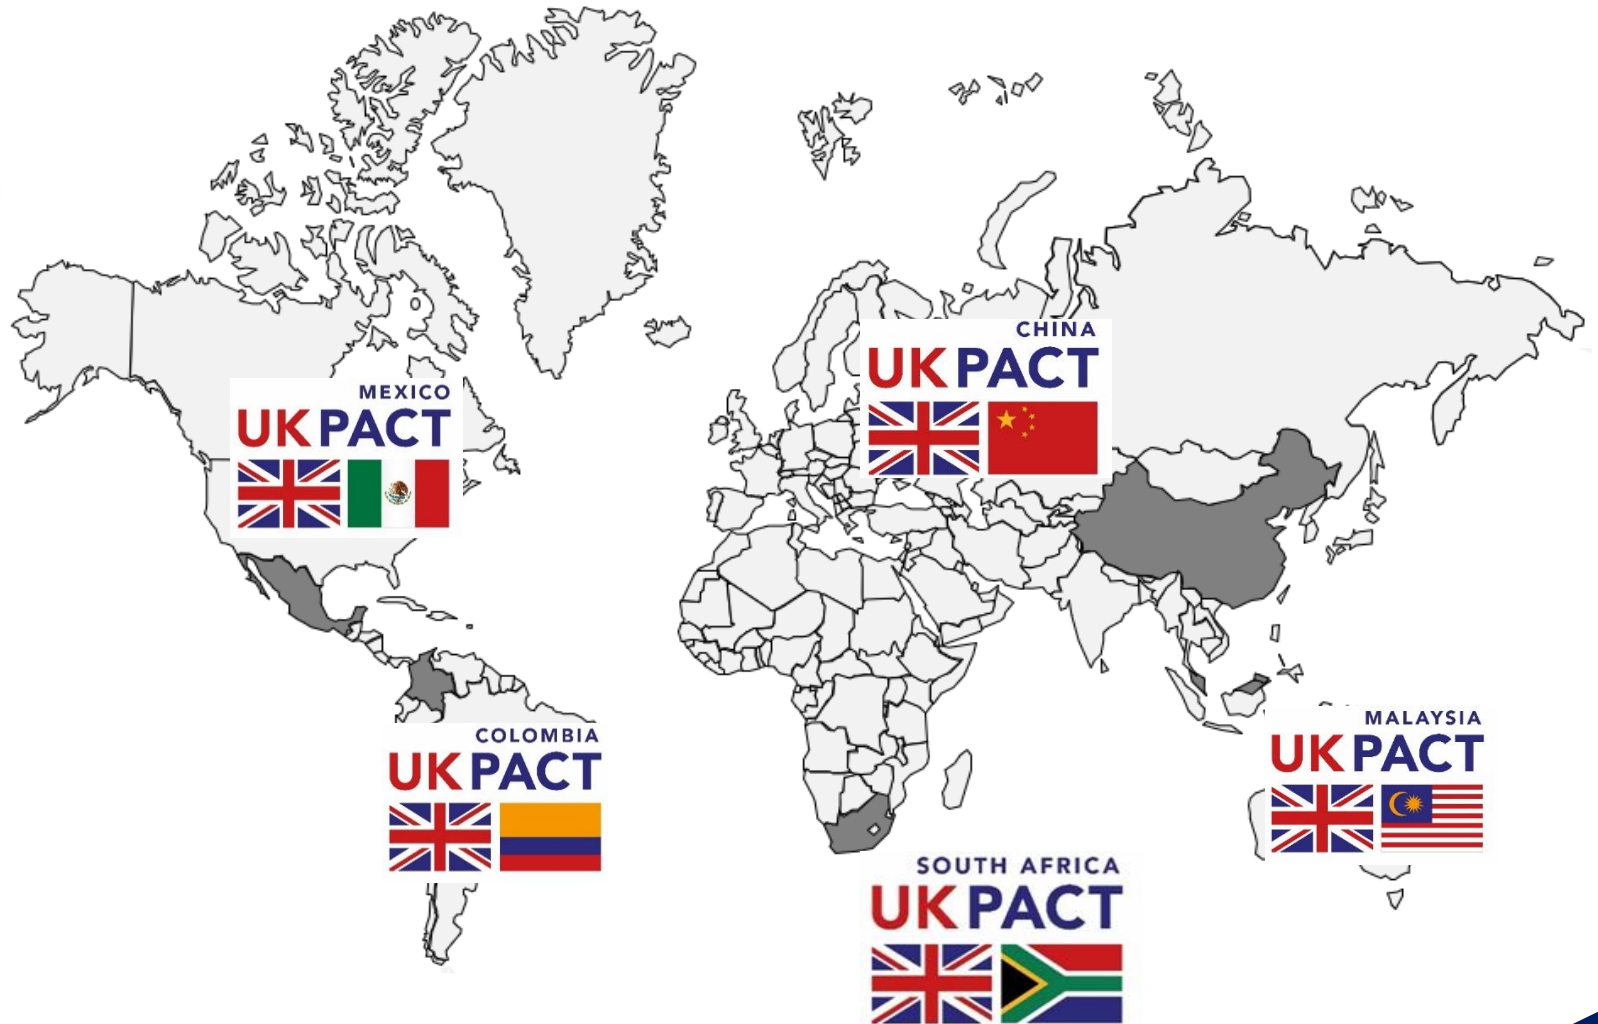 CHINA
UK PACT
MEXICO
UK PACT
COLOMBIA
UK PACT
MALAYSIA
UK PACT
SOUTH AFRICA
UK PACT